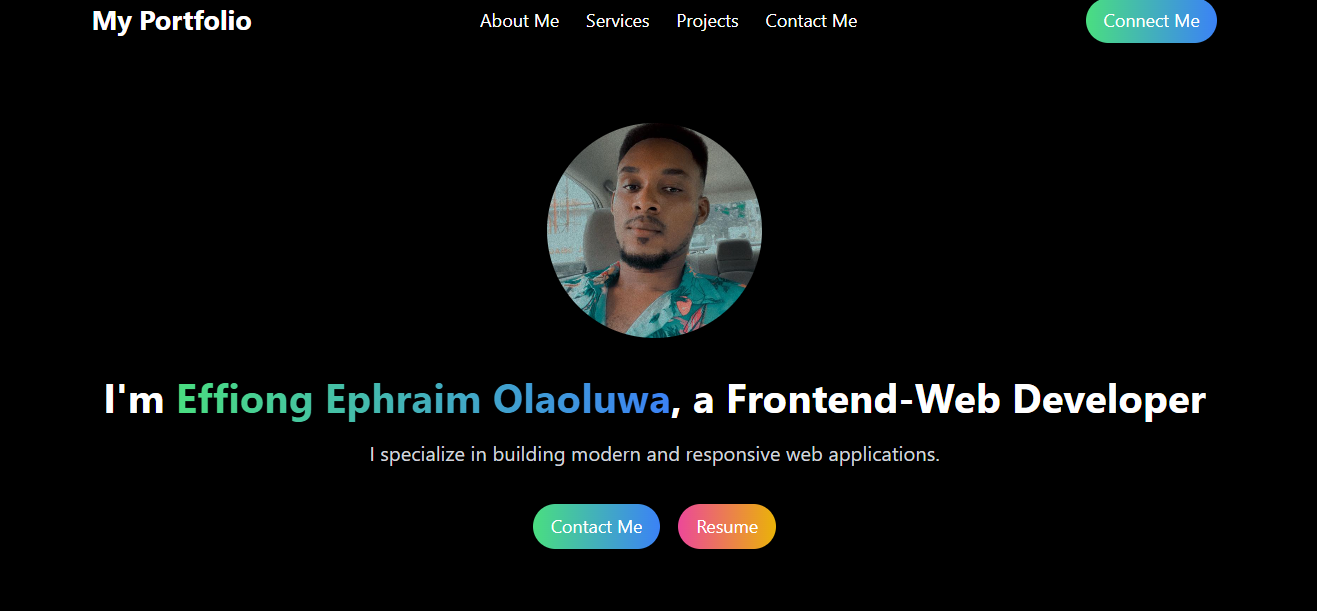 My Portfolio
About Me
Services
Projects
Contact Me
Connect Me
I'm Effiong Ephraim Olaoluwa, a Frontend-Web Developer
I specialize in building modern and responsive web applications.
Contact Me
Resume